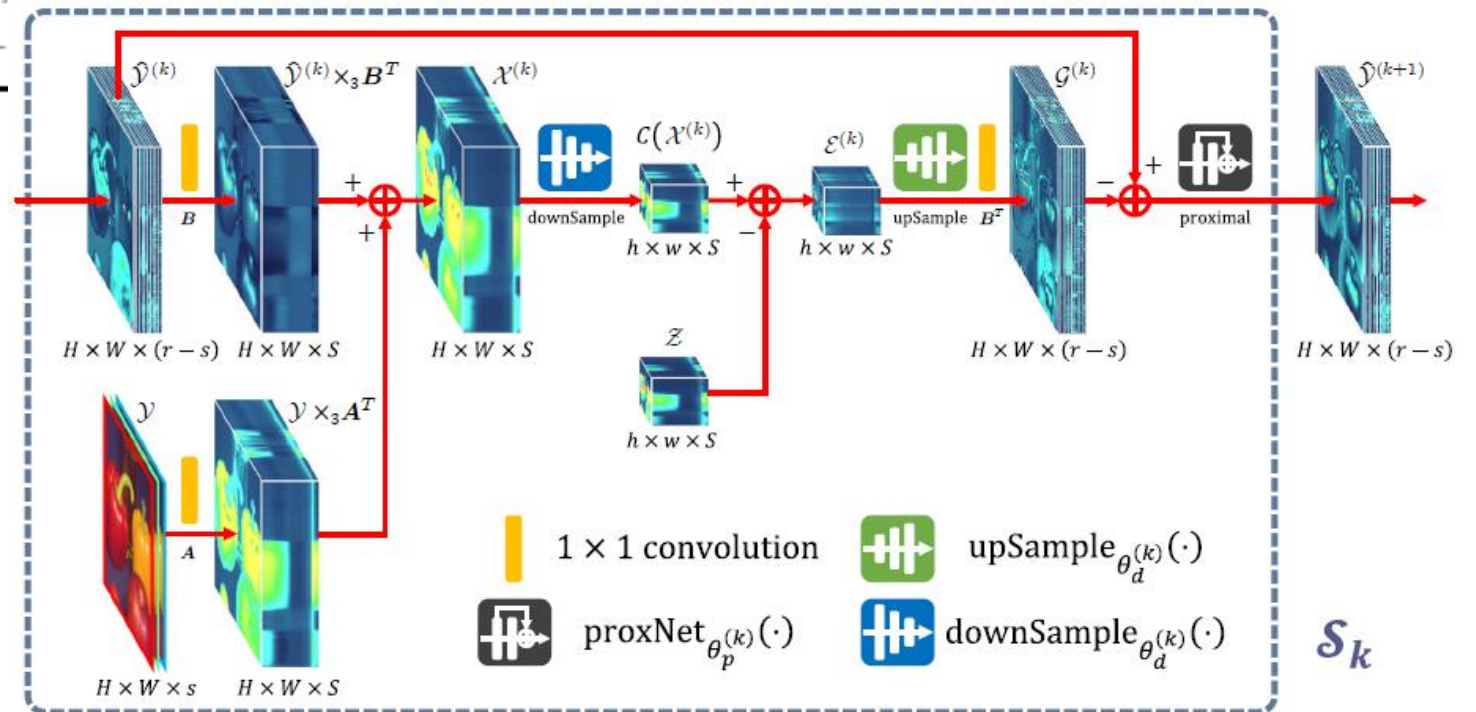 Ŷ^(k)
Ŷ^(k) ×₃ B^T
𝒳^(k)
C(𝒳^(k))
ℰ^(k)
𝒢^(k)
Ŷ^(k+1)
B
+
+
downSample
+
−
upSample
B^T
−
+
proximal
H × W × (r − s)
H × W × S
H × W × S
h × w × S
h × w × S
H × W × (r − s)
H × W × (r − s)
𝒵
h × w × S
𝒴
𝒴 ×₃ A^T
A
H × W × s
H × W × S
1 × 1 convolution
upSample_θ_d^(k)(·)
proxNet_θ_p^(k)(·)
downSample_θ_d^(k)(·)
𝒮_k